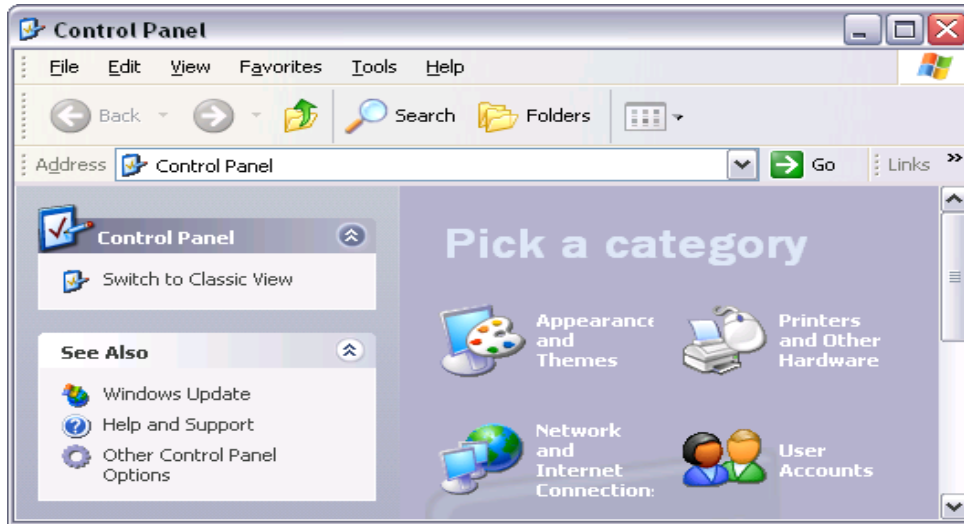 Control Panel
File Edit View Favorites Tools Help
Back Search Folders
Address Control Panel Go Links »
Control Panel
Switch to Classic View
See Also
Windows Update
Help and Support
Other Control Panel
Options
Pick a category
Appearance
and
Themes
Printers
and Other
Hardware
Network
and
Internet
Connections
User
Accounts